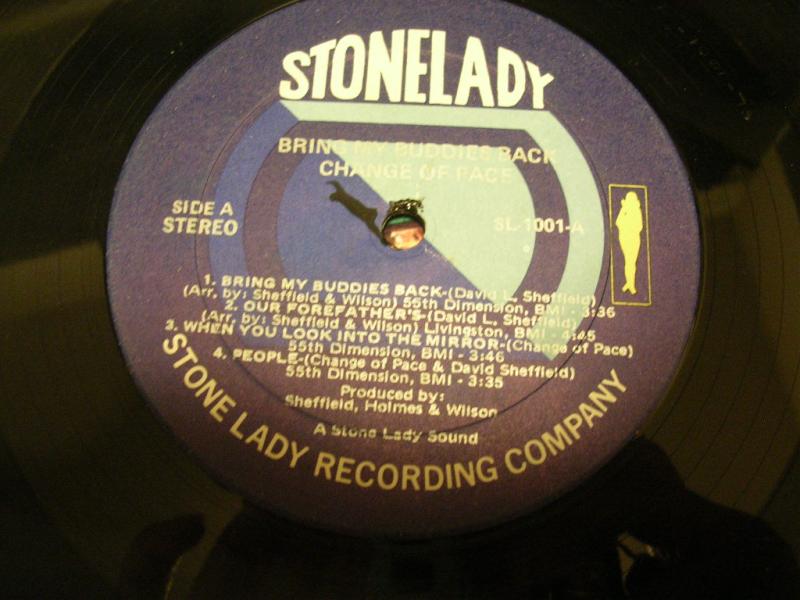 STONELADY
BRING MY BUDDIES BACK
CHANGE OF PACE
SIDE A
STEREO
SL-1001-A
1. BRING MY BUDDIES BACK-(David L. Sheffield)
(Arr. by: Sheffield & Wilson) 55th Dimension, BMI - 3:36
2. OUR FOREFATHER'S-(David L. Sheffield)
(Arr. by: Sheffield & Wilson) Livingston, BMI - 4:45
3. WHEN YOU LOOK INTO THE MIRROR-(Change of Pace)
55th Dimension, BMI - 3:46
4. PEOPLE-(Change of Pace & David Sheffield)
55th Dimension, BMI - 3:35
Produced by:
Sheffield, Holmes & Wilson
A Stone Lady Sound
STONE LADY RECORDING COMPANY